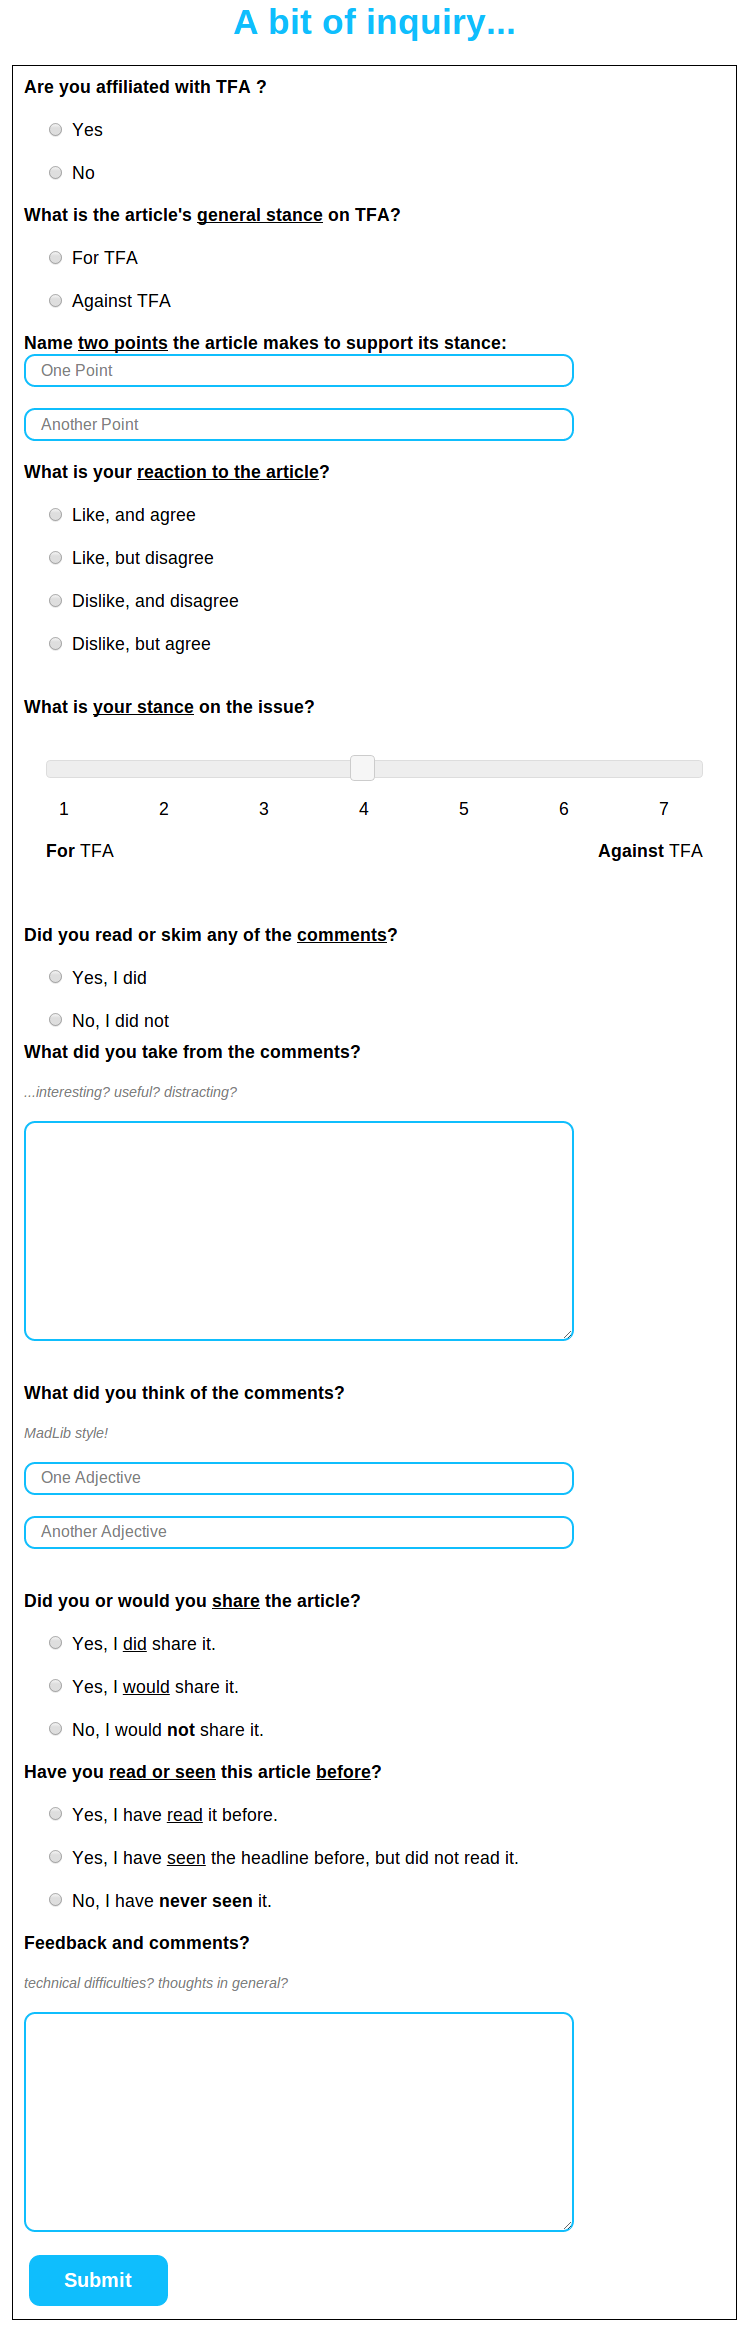 A bit of inquiry...
Are you affiliated with TFA ?
Yes
No
What is the article's general stance on TFA?
For TFA
Against TFA
Name two points the article makes to support its stance:
One Point
Another Point
What is your reaction to the article?
Like, and agree
Like, but disagree
Dislike, and disagree
Dislike, but agree
What is your stance on the issue?
1 2 3 4 5 6 7
For TFA Against TFA
Did you read or skim any of the comments?
Yes, I did
No, I did not
What did you take from the comments?
...interesting? useful? distracting?
What did you think of the comments?
MadLib style!
One Adjective
Another Adjective
Did you or would you share the article?
Yes, I did share it.
Yes, I would share it.
No, I would not share it.
Have you read or seen this article before?
Yes, I have read it before.
Yes, I have seen the headline before, but did not read it.
No, I have never seen it.
Feedback and comments?
technical difficulties? thoughts in general?
Submit